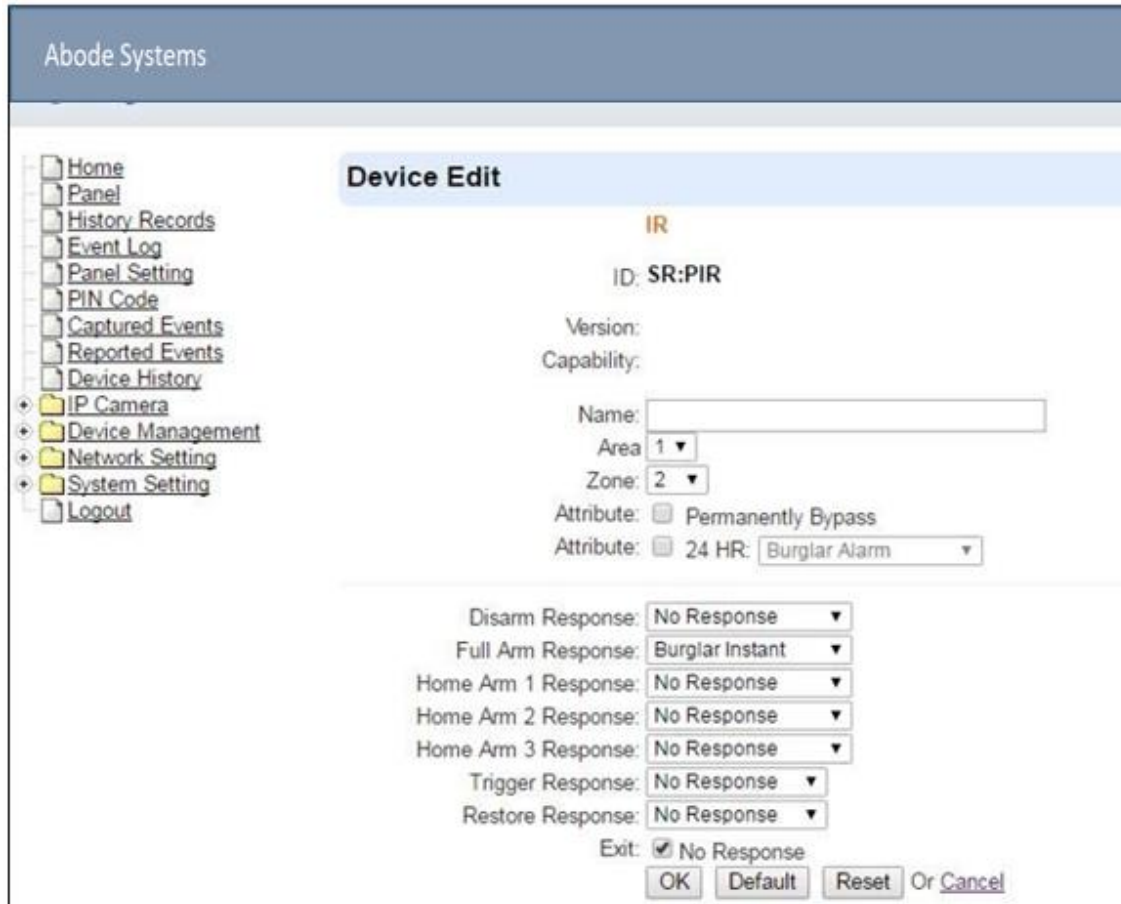 Abode Systems
Home
Panel
History Records
Event Log
Panel Setting
PIN Code
Captured Events
Reported Events
Device History
IP Camera
Device Management
Network Setting
System Setting
Logout
Device Edit
IR
ID: SR:PIR
Version:
Capability:
Name:
Area 1
Zone: 2
Attribute: Permanently Bypass
Attribute: 24 HR: Burglar Alarm
Disarm Response: No Response
Full Arm Response: Burglar Instant
Home Arm 1 Response: No Response
Home Arm 2 Response: No Response
Home Arm 3 Response: No Response
Trigger Response: No Response
Restore Response: No Response
Exit: No Response
OK Default Reset Or Cancel